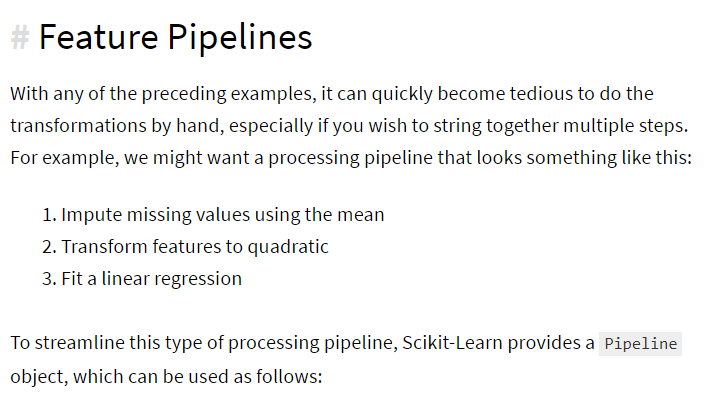 # Feature Pipelines
With any of the preceding examples, it can quickly become tedious to do the
transformations by hand, especially if you wish to string together multiple steps.
For example, we might want a processing pipeline that looks something like this:
1. Impute missing values using the mean
2. Transform features to quadratic
3. Fit a linear regression
To streamline this type of processing pipeline, Scikit-Learn provides a Pipeline
object, which can be used as follows: